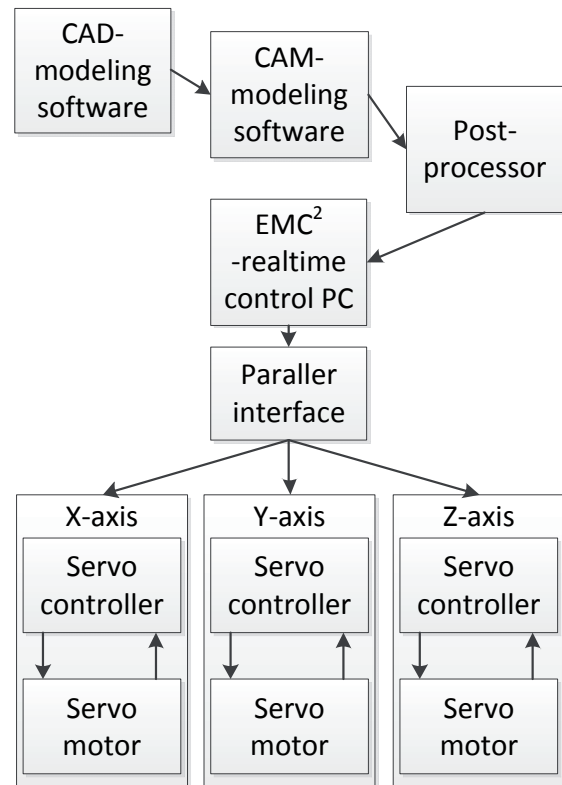 CAD-
modeling
software
CAM-
modeling
software
Post-
processor
EMC²
-realtime
control PC
Paraller
interface
X-axis
Servo
controller
Servo
motor
Y-axis
Servo
controller
Servo
motor
Z-axis
Servo
controller
Servo
motor